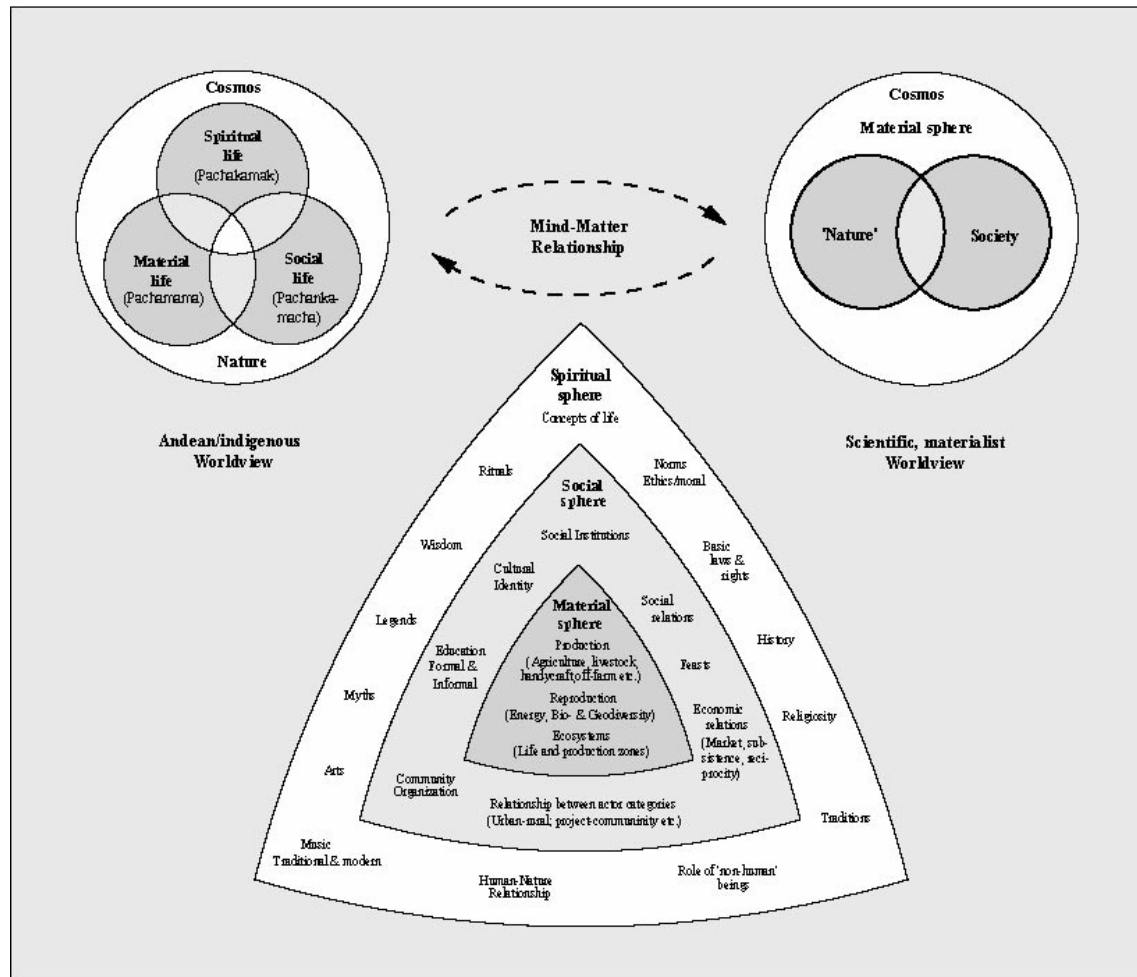 Cosmos
Spiritual
life
(Pachakamak)
Material
life
(Pachamama)
Social
life
(Pachanka-
macha)
Nature
Andean/indigenous
Worldview
Mind-Matter
Relationship
Cosmos
Material sphere
'Nature'
Society
Scientific, materialist
Worldview
Spiritual
sphere
Concepts of life
Rituals
Norms
Ethics/moral
Wisdom
Basic
laws &
rights
Legends
History
Myths
Religiosity
Arts
Traditions
Music
Traditional & modern
Human-Nature
Relationship
Role of 'non-human'
beings
Social
sphere
Social Institutions
Cultural
Identity
Social
relations
Education
Formal &
Informal
Feasts
Economic
relations
(Market, sub-
sistence, reci-
procity)
Community
Organization
Relationship between actor categories
(Urban-rural; project-comuninity etc.)
Material
sphere
Production
(Agriculture, livestock,
handycraft,off-farm etc.)
Reproduction
(Energy, Bio- & Geodiversity)
Ecosystems
(Life and production zones)